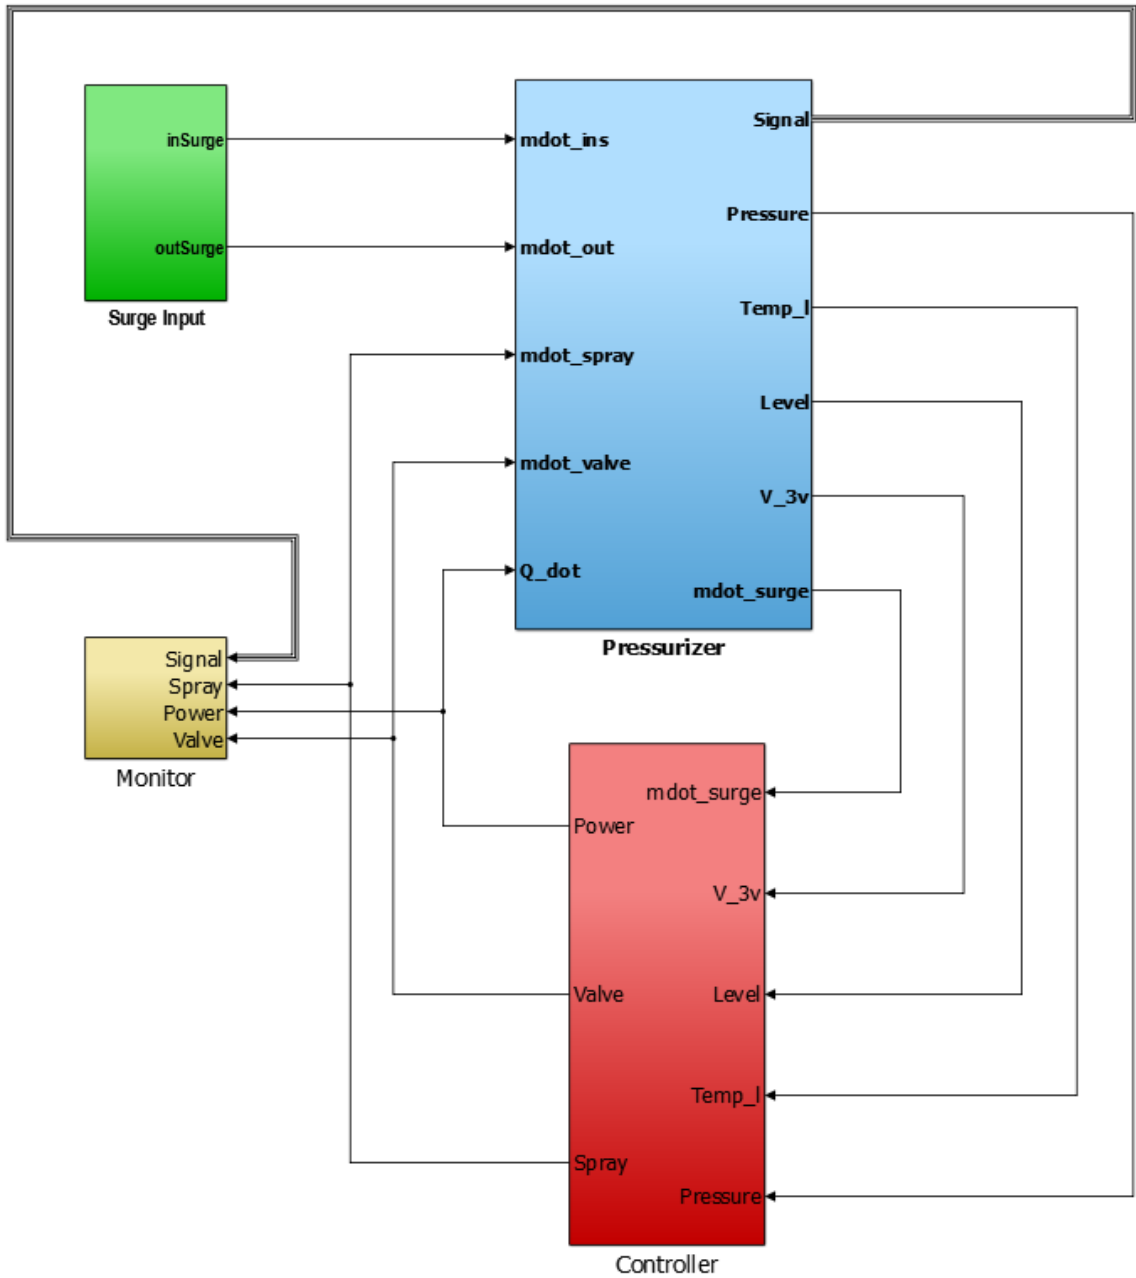 inSurge
outSurge
Surge Input
mdot_ins
mdot_out
mdot_spray
mdot_valve
Q_dot
Signal
Pressure
Temp_l
Level
V_3v
mdot_surge
Pressurizer
Signal
Spray
Power
Valve
Monitor
Power
Valve
Spray
mdot_surge
V_3v
Level
Temp_l
Pressure
Controller